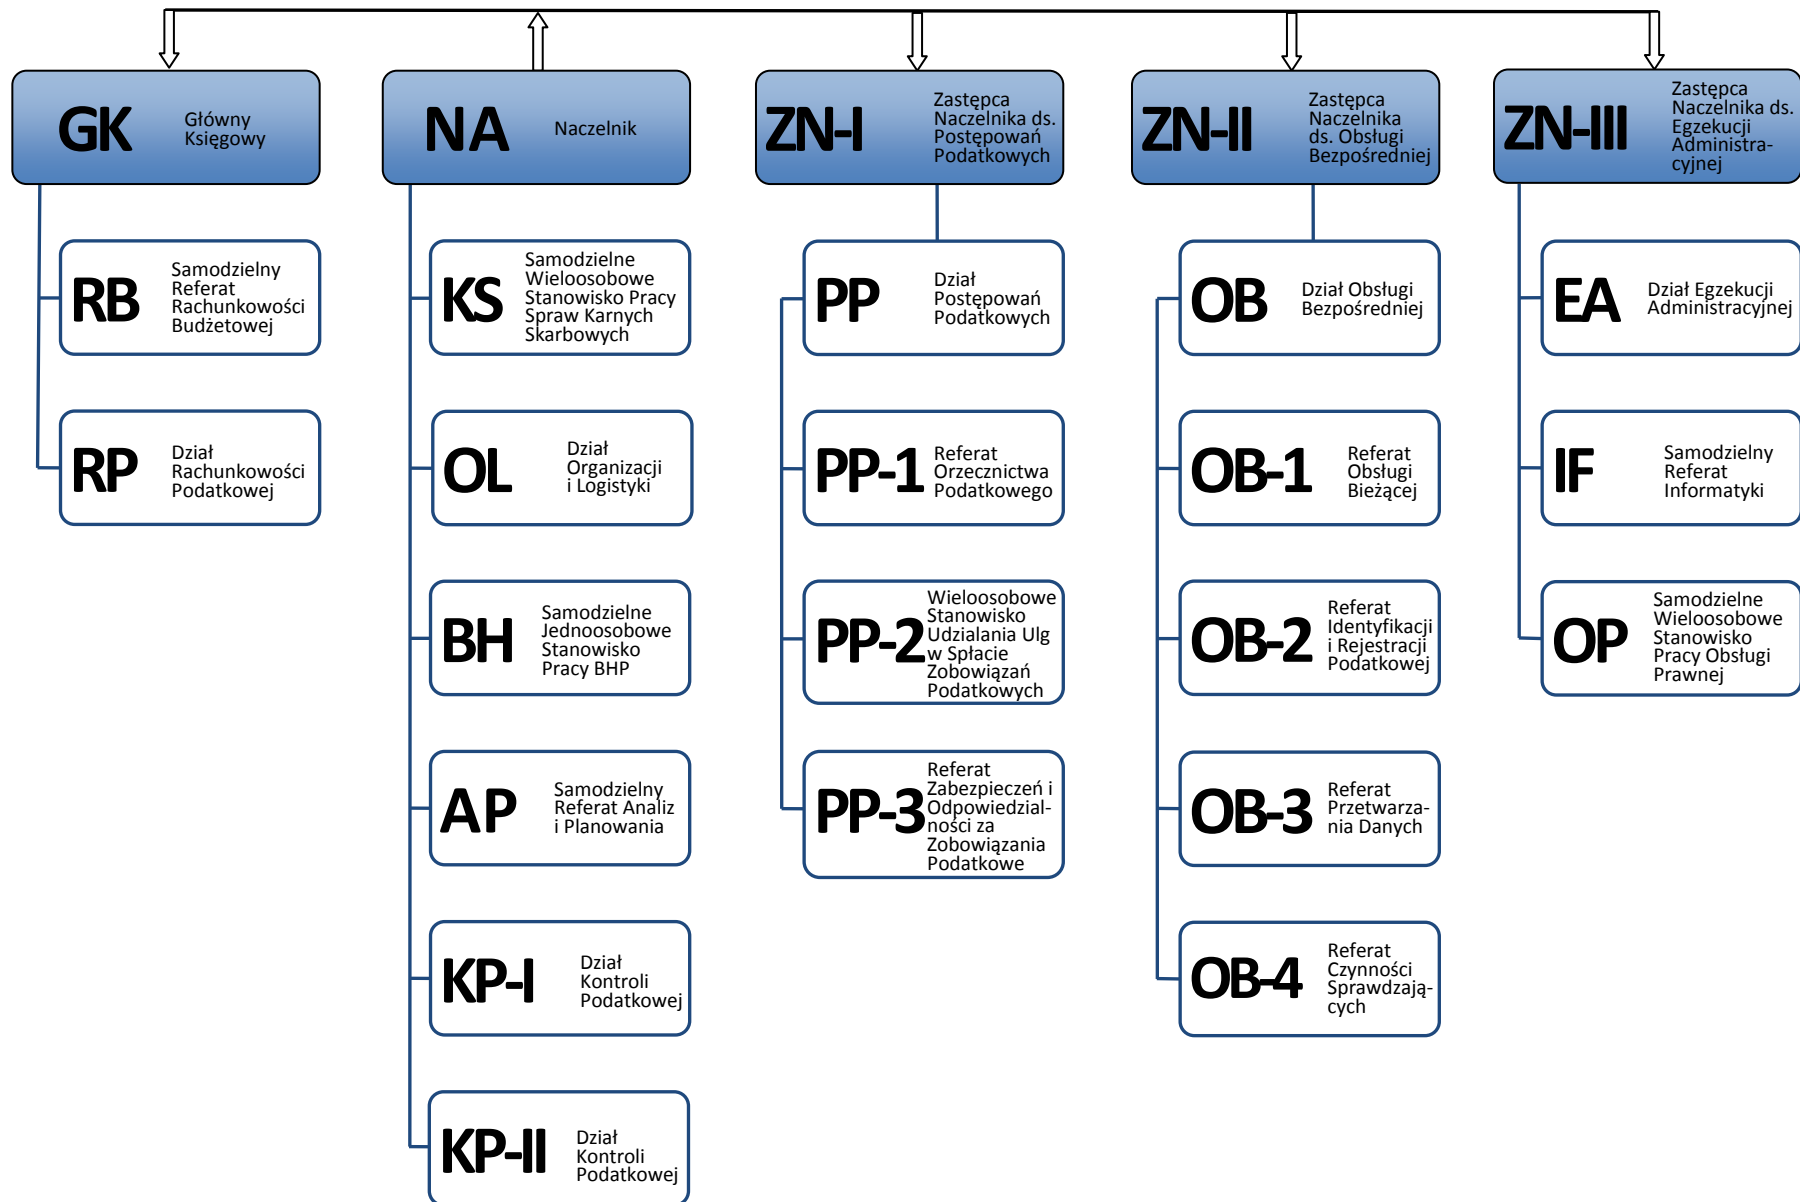 GK
Główny
Księgowy
NA
Naczelnik
ZN-I
Zastępca
Naczelnika ds.
Postępowań
Podatkowych
ZN-II
Zastępca
Naczelnika
ds. Obsługi
Bezpośredniej
ZN-III
Zastępca
Naczelnika ds.
Egzekucji
Administra-
cyjnej
RB
Samodzielny
Referat
Rachunkowości
Budżetowej
RP
Dział
Rachunkowości
Podatkowej
KS
Samodzielne
Wieloosobowe
Stanowisko Pracy
Spraw Karnych
Skarbowych
OL
Dział
Organizacji
i Logistyki
BH
Samodzielne
Jednoosobowe
Stanowisko
Pracy BHP
AP
Samodzielny
Referat Analiz
i Planowania
KP-I
Dział
Kontroli
Podatkowej
KP-II
Dział
Kontroli
Podatkowej
PP
Dział
Postępowań
Podatkowych
PP-1
Referat
Orzecznictwa
Podatkowego
PP-2
Wieloosobowe
Stanowisko
Udzialania Ulg
w Spłacie
Zobowiązań
Podatkowych
PP-3
Referat
Zabezpieczeń i
Odpowiedzial-
ności za
Zobowiązania
Podatkowe
OB
Dział Obsługi
Bezpośredniej
OB-1
Referat
Obsługi
Bieżącej
OB-2
Referat
Identyfikacji
i Rejestracji
Podatkowej
OB-3
Referat
Przetwarza-
nia Danych
OB-4
Referat
Czynności
Sprawdzają-
cych
EA
Dział Egzekucji
Administracyjnej
IF
Samodzielny
Referat
Informatyki
OP
Samodzielne
Wieloosobowe
Stanowisko
Pracy Obsługi
Prawnej